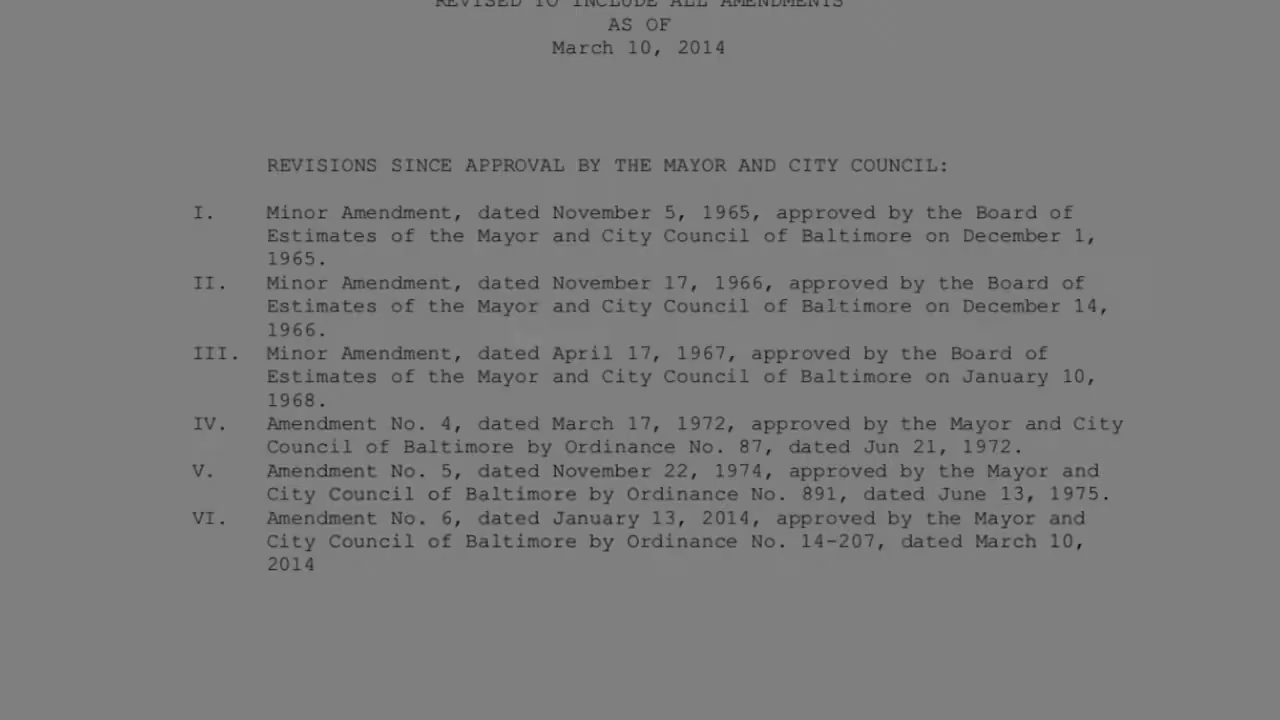 REVISED TO INCLUDE ALL AMENDMENTS
AS OF
March 10, 2014
REVISIONS SINCE APPROVAL BY THE MAYOR AND CITY COUNCIL:
I. Minor Amendment, dated November 5, 1965, approved by the Board of
Estimates of the Mayor and City Council of Baltimore on December 1,
1965.
II. Minor Amendment, dated November 17, 1966, approved by the Board of
Estimates of the Mayor and City Council of Baltimore on December 14,
1966.
III. Minor Amendment, dated April 17, 1967, approved by the Board of
Estimates of the Mayor and City Council of Baltimore on January 10,
1968.
IV. Amendment No. 4, dated March 17, 1972, approved by the Mayor and City
Council of Baltimore by Ordinance No. 87, dated Jun 21, 1972.
V. Amendment No. 5, dated November 22, 1974, approved by the Mayor and
City Council of Baltimore by Ordinance No. 891, dated June 13, 1975.
VI. Amendment No. 6, dated January 13, 2014, approved by the Mayor and
City Council of Baltimore by Ordinance No. 14-207, dated March 10,
2014